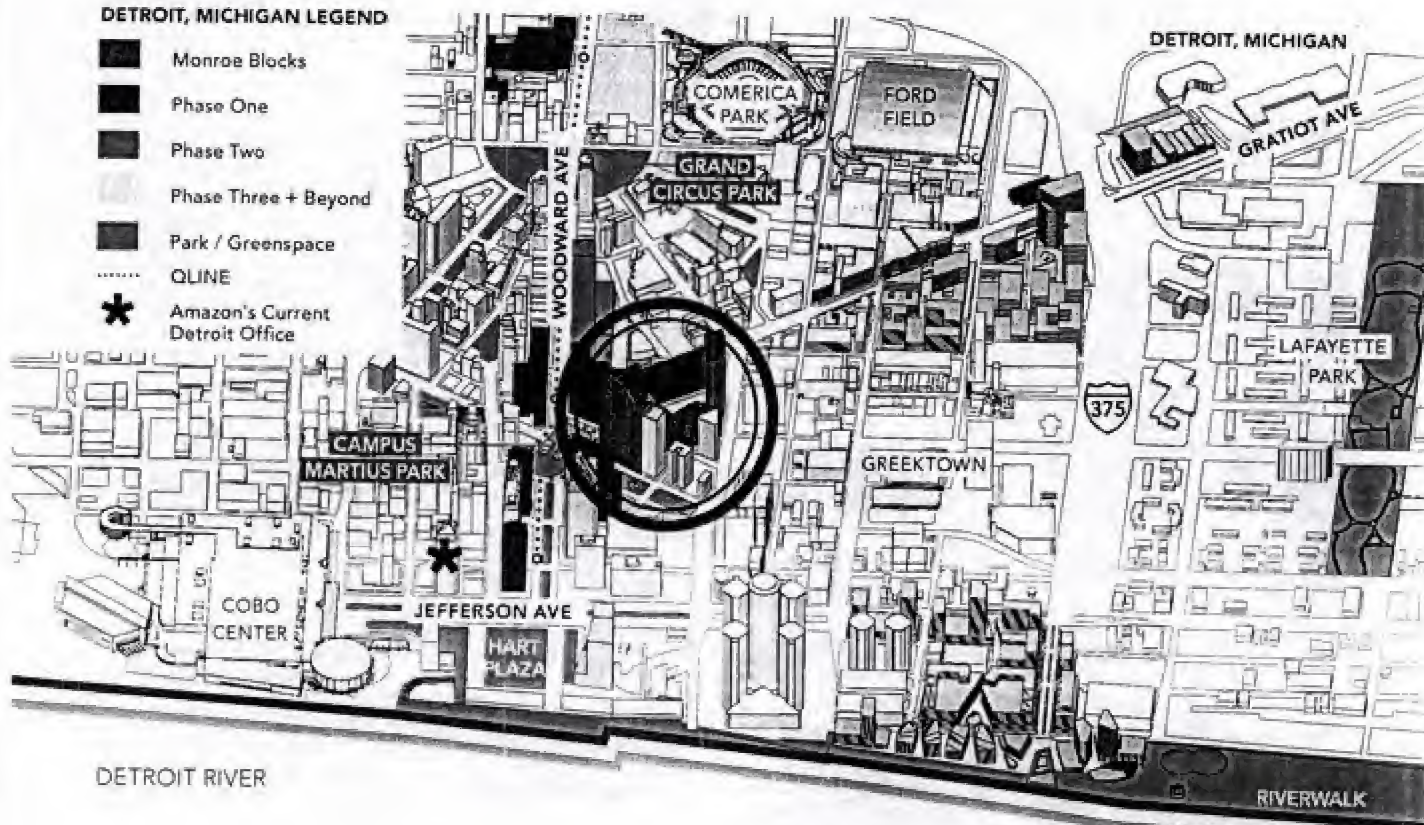 DETROIT, MICHIGAN LEGEND
Monroe Blocks
Phase One
Phase Two
Phase Three + Beyond
Park / Greenspace
QLINE
Amazon's Current
Detroit Office
DETROIT, MICHIGAN
COMERICA
PARK
FORD
FIELD
GRATIOT AVE
GRAND
CIRCUS PARK
WOODWARD AVE
LAFAYETTE
PARK
375
CAMPUS
MARTIUS PARK
GREEKTOWN
COBO
CENTER
JEFFERSON AVE
HART
PLAZA
DETROIT RIVER
RIVERWALK